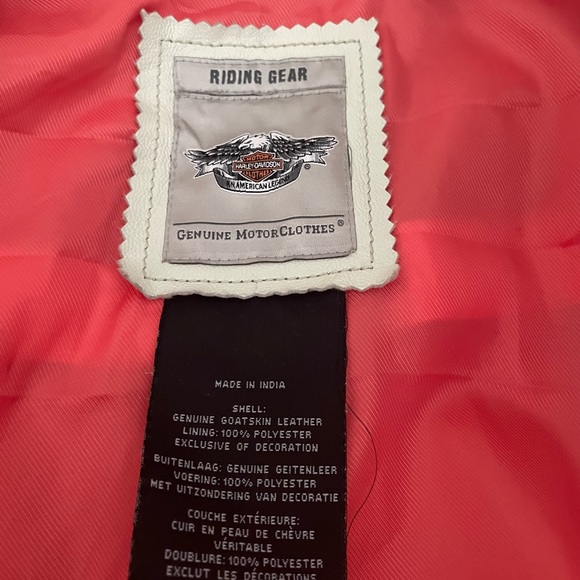 RIDING GEAR
MOTOR
HARLEY-DAVIDSON
CLOTHES
AN AMERICAN LEGEND
®
GENUINE MOTORCLOTHES®
MADE IN INDIA
SHELL:
GENUINE GOATSKIN LEATHER
LINING: 100% POLYESTER
EXCLUSIVE OF DECORATION
BUITENLAAG: GENUINE GEITENLEER
VOERING: 100% POLYESTER
MET UITZONDERING VAN DECORATIE
COUCHE EXTÉRIEURE:
CUIR EN PEAU DE CHÈVRE
VÉRITABLE
DOUBLURE: 100% POLYESTER
EXCLUT LES DÉCORATIONS